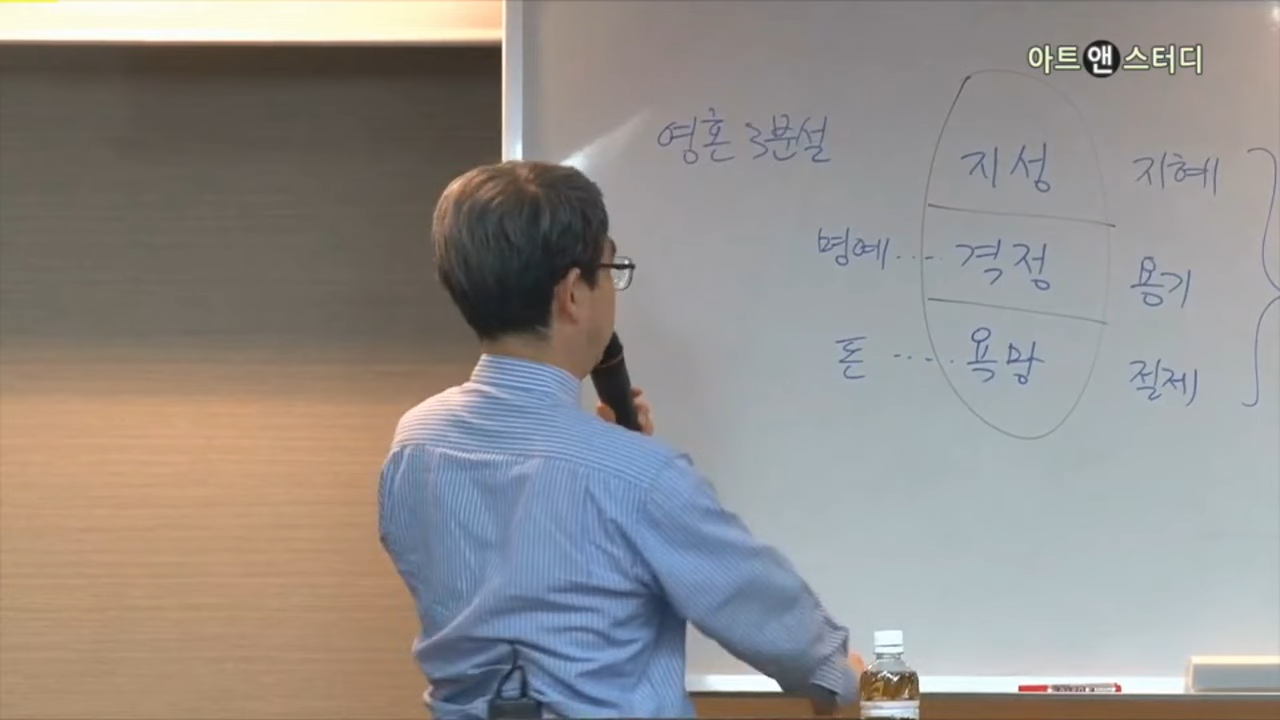 아트앤스터디
영혼 3분설
지성 지혜
명예 ..... 격정 용기
돈 ..... 욕망 절제